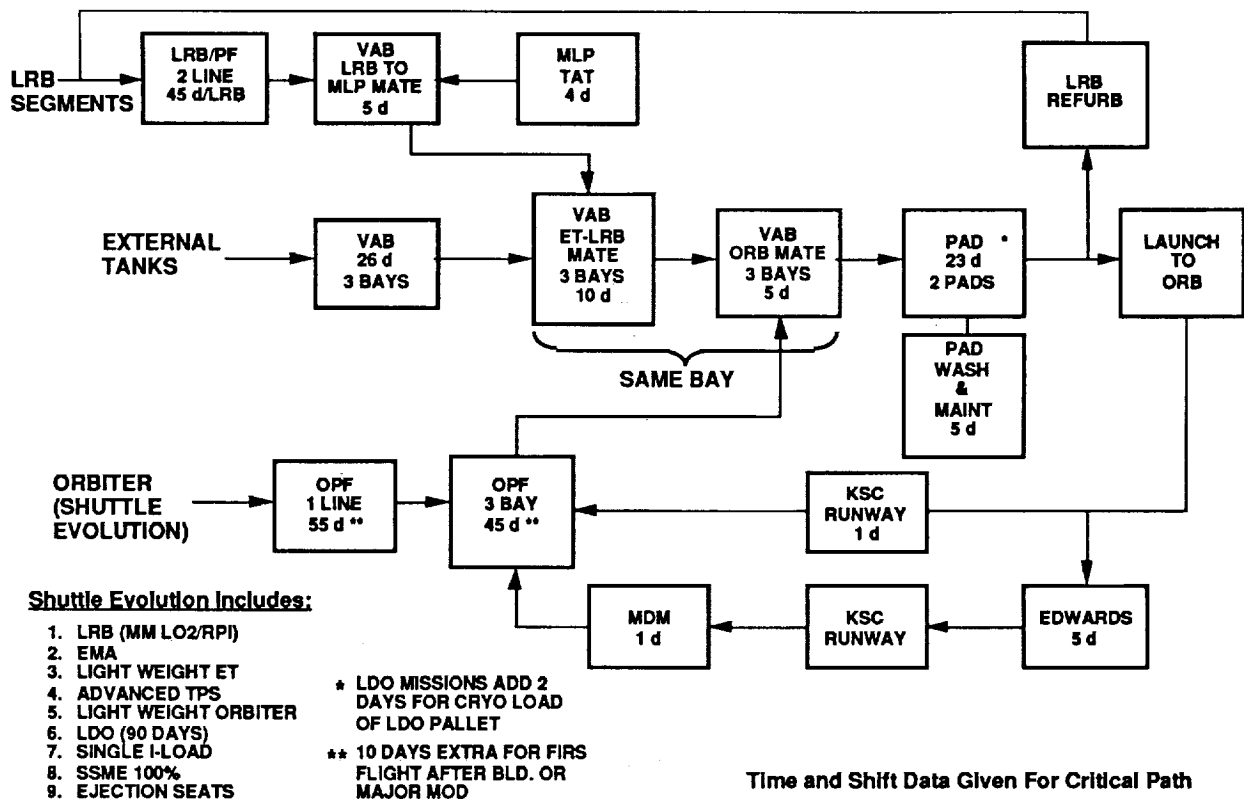 LRB
SEGMENTS
LRB/PF
2 LINE
45 d/LRB
VAB
LRB TO
MLP MATE
5 d
MLP
TAT
4 d
LRB
REFURB
EXTERNAL
TANKS
VAB
26 d
3 BAYS
VAB
ET-LRB
MATE
3 BAYS
10 d
VAB
ORB MATE
3 BAYS
5 d
PAD *
23 d
2 PADS
LAUNCH
TO
ORB
SAME BAY
PAD
WASH
&
MAINT
5 d
ORBITER
(SHUTTLE
EVOLUTION)
OPF
1 LINE
55 d **
OPF
3 BAY
45 d **
KSC
RUNWAY
1 d
MDM
1 d
KSC
RUNWAY
EDWARDS
5 d
Shuttle Evolution Includes:
1. LRB (MM LO2/RPI)
2. EMA
3. LIGHT WEIGHT ET
4. ADVANCED TPS
5. LIGHT WEIGHT ORBITER
6. LDO (90 DAYS)
7. SINGLE I-LOAD
8. SSME 100%
9. EJECTION SEATS
* LDO MISSIONS ADD 2
DAYS FOR CRYO LOAD
OF LDO PALLET
** 10 DAYS EXTRA FOR FIRS
FLIGHT AFTER BLD. OR
MAJOR MOD
Time and Shift Data Given For Critical Path